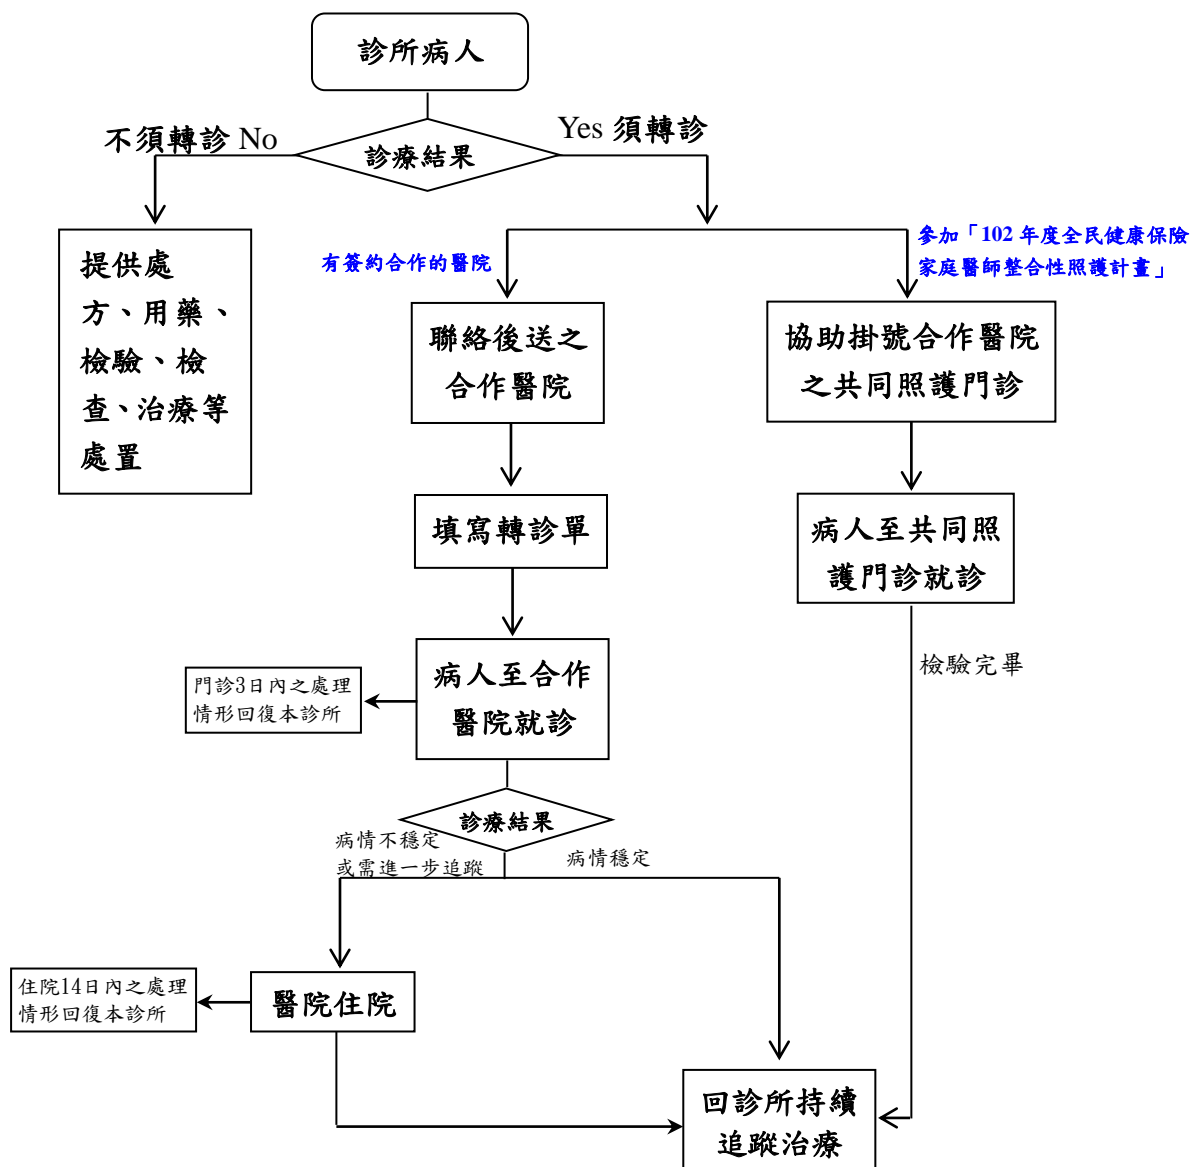 診所病人
不須轉診 No
Yes 須轉診
診療結果
提供處
方、用藥、
檢驗、檢
查、治療等
處置
有簽約合作的醫院
參加「102 年度全民健康保險
家庭醫師整合性照護計畫」
聯絡後送之
合作醫院
協助掛號合作醫院
之共同照護門診
填寫轉診單
病人至共同照
護門診就診
病人至合作
醫院就診
門診3日內之處理
情形回復本診所
檢驗完畢
診療結果
病情不穩定
或需進一步追蹤
病情穩定
醫院住院
住院14日內之處理
情形回復本診所
回診所持續
追蹤治療